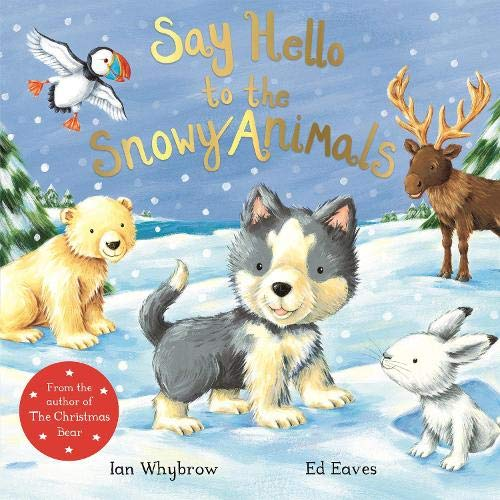 Say Hello
to the
Snowy Animals
From the
author of
The Christmas
Bear
Ian Whybrow
Ed Eaves